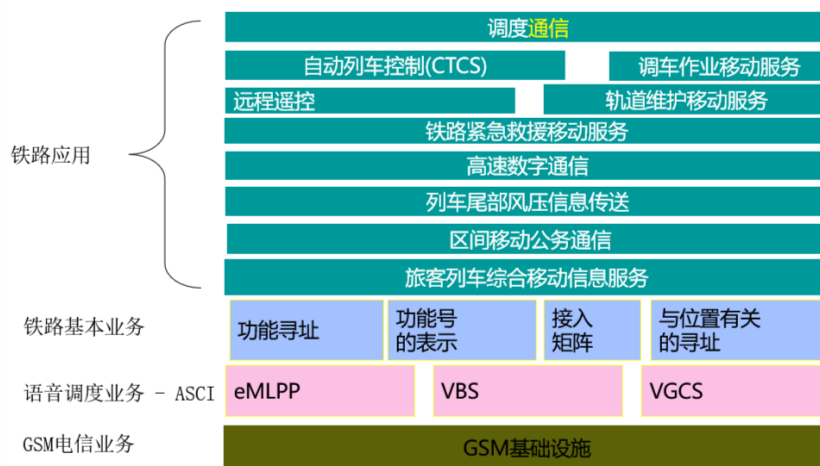 调度通信
自动列车控制(CTCS)
调车作业移动服务
远程遥控
轨道维护移动服务
铁路紧急救援移动服务
铁路应用
高速数字通信
列车尾部风压信息传送
区间移动公务通信
旅客列车综合移动信息服务
铁路基本业务
功能寻址
功能号
的表示
接入
矩阵
与位置有关
的寻址
语音调度业务 - ASCI
eMLPP
VBS
VGCS
GSM电信业务
GSM基础设施